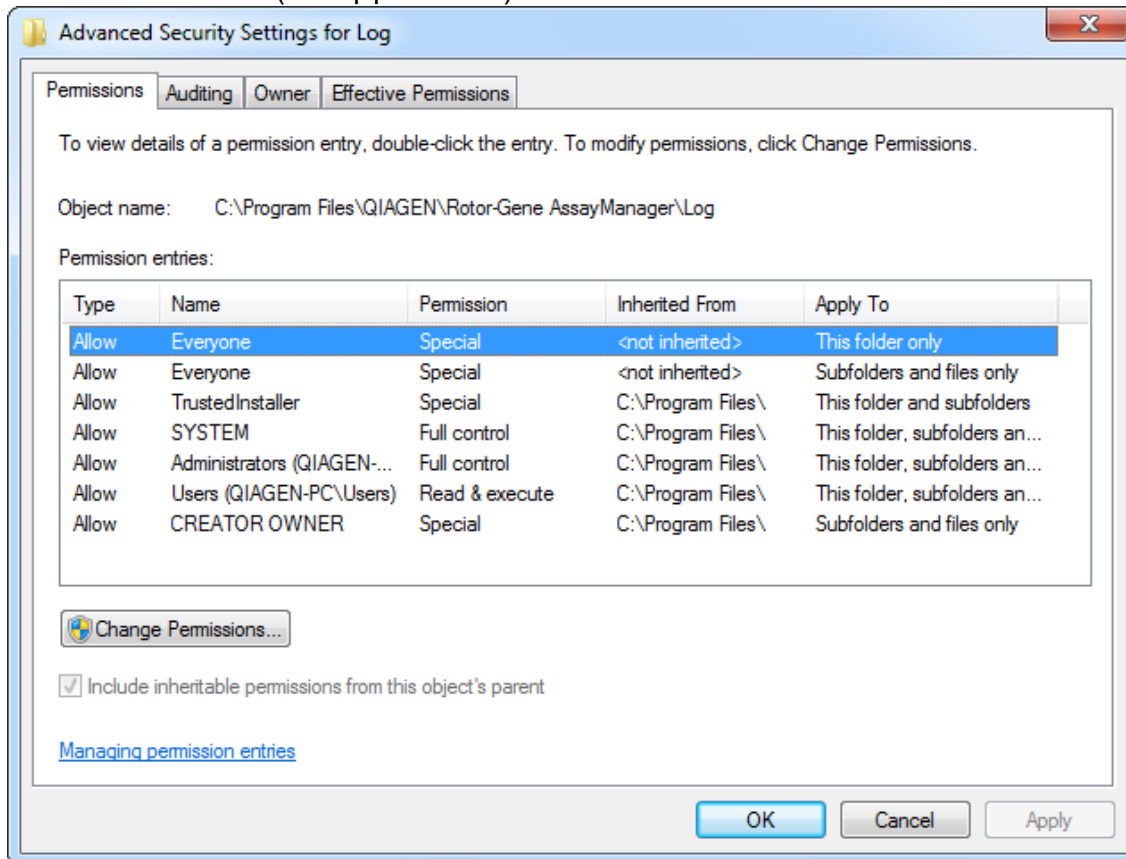 Advanced Security Settings for Log
Permissions Auditing Owner Effective Permissions
To view details of a permission entry, double-click the entry. To modify permissions, click Change Permissions.
Object name: C:\Program Files\QIAGEN\Rotor-Gene AssayManager\Log
Permission entries:
Type Name Permission Inherited From Apply To
Allow Everyone Special <not inherited> This folder only
Allow Everyone Special <not inherited> Subfolders and files only
Allow TrustedInstaller Special C:\Program Files\ This folder and subfolders
Allow SYSTEM Full control C:\Program Files\ This folder, subfolders an...
Allow Administrators (QIAGEN-... Full control C:\Program Files\ This folder, subfolders an...
Allow Users (QIAGEN-PC\Users) Read & execute C:\Program Files\ This folder, subfolders an...
Allow CREATOR OWNER Special C:\Program Files\ Subfolders and files only
Change Permissions...
Include inheritable permissions from this object's parent
Managing permission entries
OK Cancel Apply